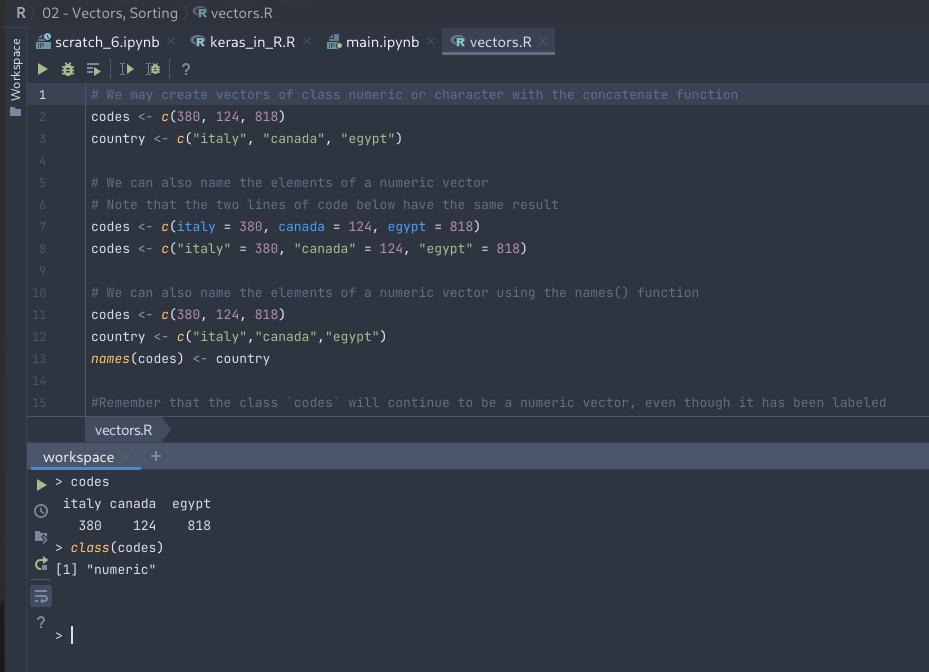 R 02 - Vectors, Sorting vectors.R
Workspace
scratch_6.ipynb keras_in_R.R main.ipynb vectors.R
?
1 # We may create vectors of class numeric or character with the concatenate function
2 codes <- c(380, 124, 818)
3 country <- c("italy", "canada", "egypt")
4
5 # We can also name the elements of a numeric vector
6 # Note that the two lines of code below have the same result
7 codes <- c(italy = 380, canada = 124, egypt = 818)
8 codes <- c("italy" = 380, "canada" = 124, "egypt" = 818)
9
10 # We can also name the elements of a numeric vector using the names() function
11 codes <- c(380, 124, 818)
12 country <- c("italy","canada","egypt")
13 names(codes) <- country
14
15 #Remember that the class `codes` will continue to be a numeric vector, even though it has been labeled
vectors.R
workspace +
> codes
italy canada egypt
380 124 818
> class(codes)
[1] "numeric"
?
>